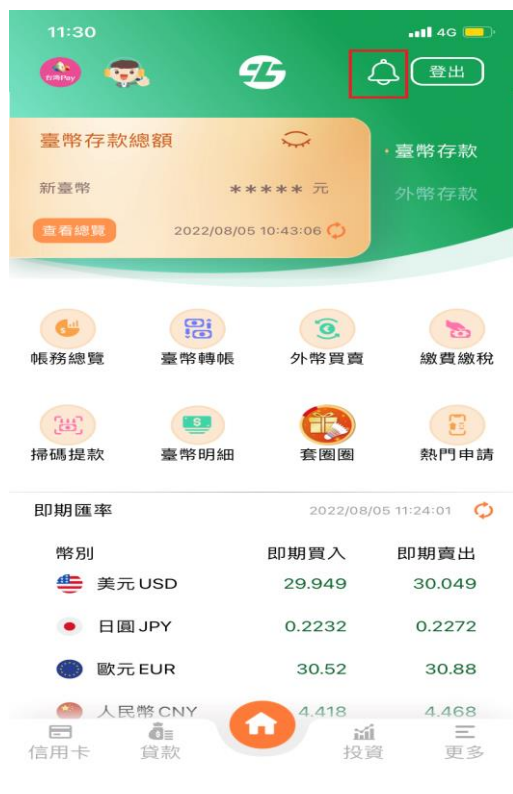 11:30 4G
台灣Pay 登出
臺幣存款總額
臺幣存款
新臺幣 ***** 元
外幣存款
查看總覽 2022/08/05 10:43:06
帳務總覽 臺幣轉帳 外幣買賣 繳費繳稅
掃碼提款 臺幣明細 套圈圈 熱門申請
即期匯率 2022/08/05 11:24:01
幣別 即期買入 即期賣出
美元 USD 29.949 30.049
日圓 JPY 0.2232 0.2272
歐元 EUR 30.52 30.88
人民幣 CNY 4.418 4.468
信用卡 貸款 投資 更多